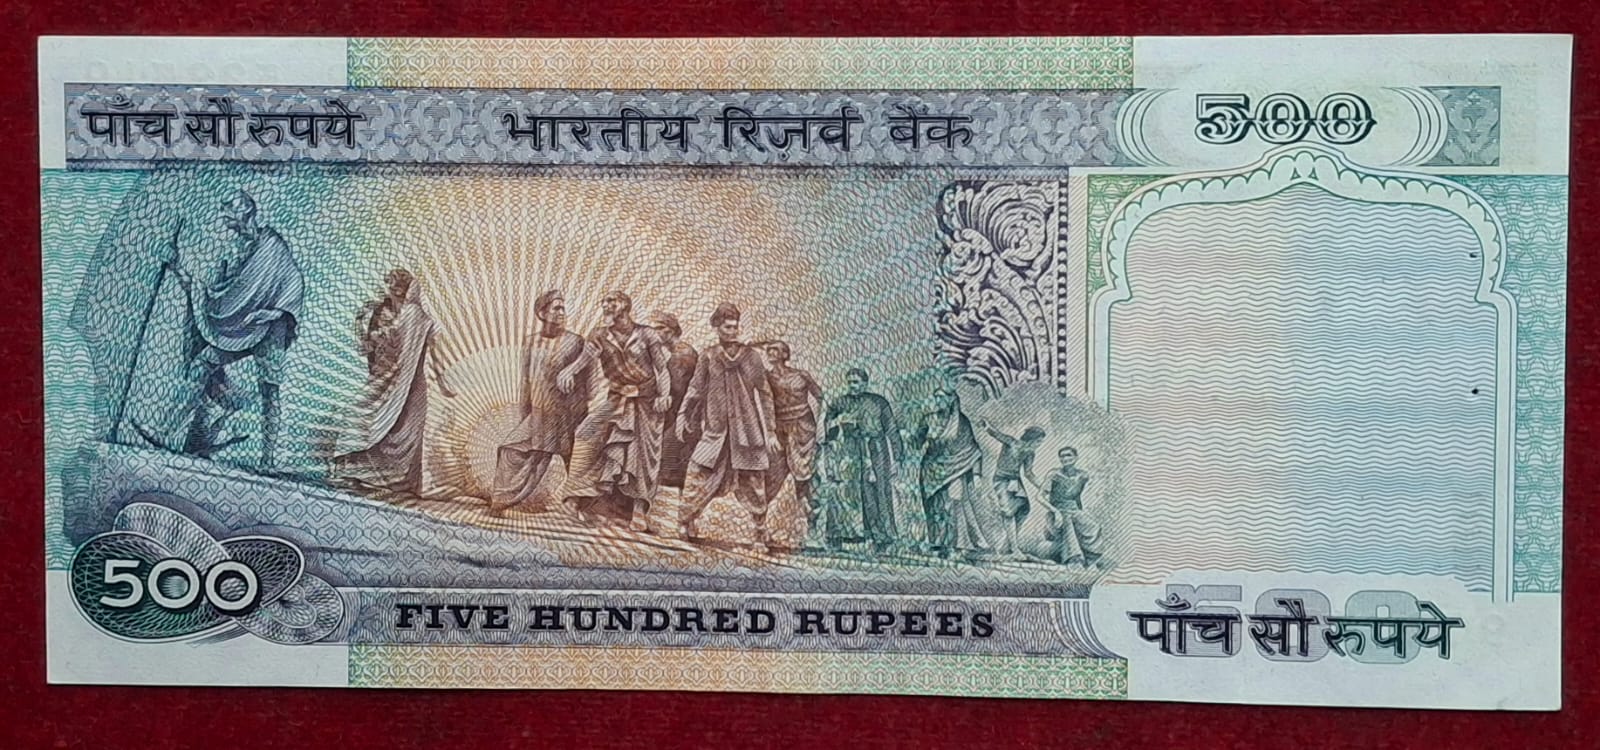 पाँच सौ रुपये भारतीय रिज़र्व बैंक 500
500 FIVE HUNDRED RUPEES पाँच सौ रुपये